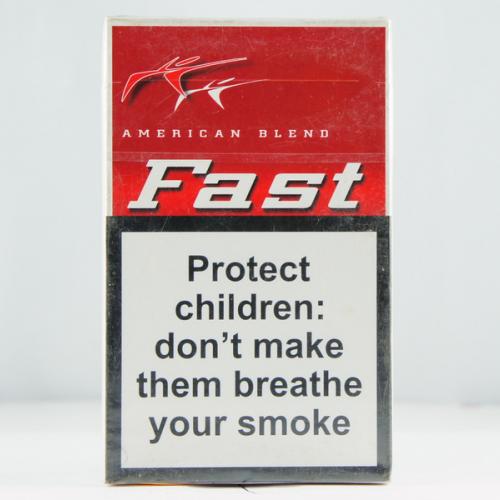 AMERICAN BLEND
Fast
Protect
children:
don't make
them breathe
your smoke